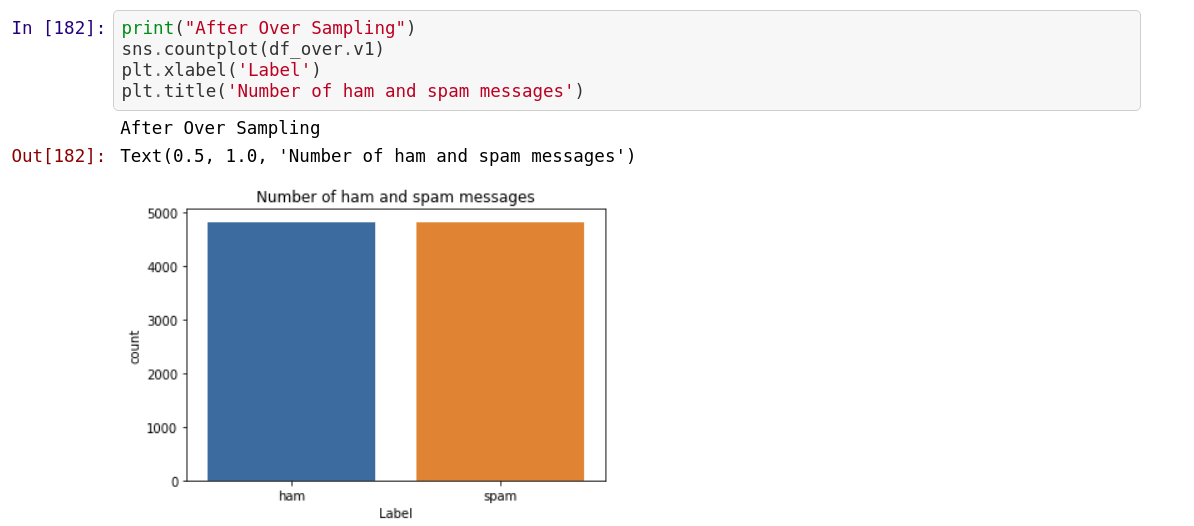 In [182]: print("After Over Sampling")
sns.countplot(df_over.v1)
plt.xlabel('Label')
plt.title('Number of ham and spam messages')
After Over Sampling
Out[182]: Text(0.5, 1.0, 'Number of ham and spam messages')
Number of ham and spam messages
5000
4000
3000
2000
1000
0
count
ham spam
Label